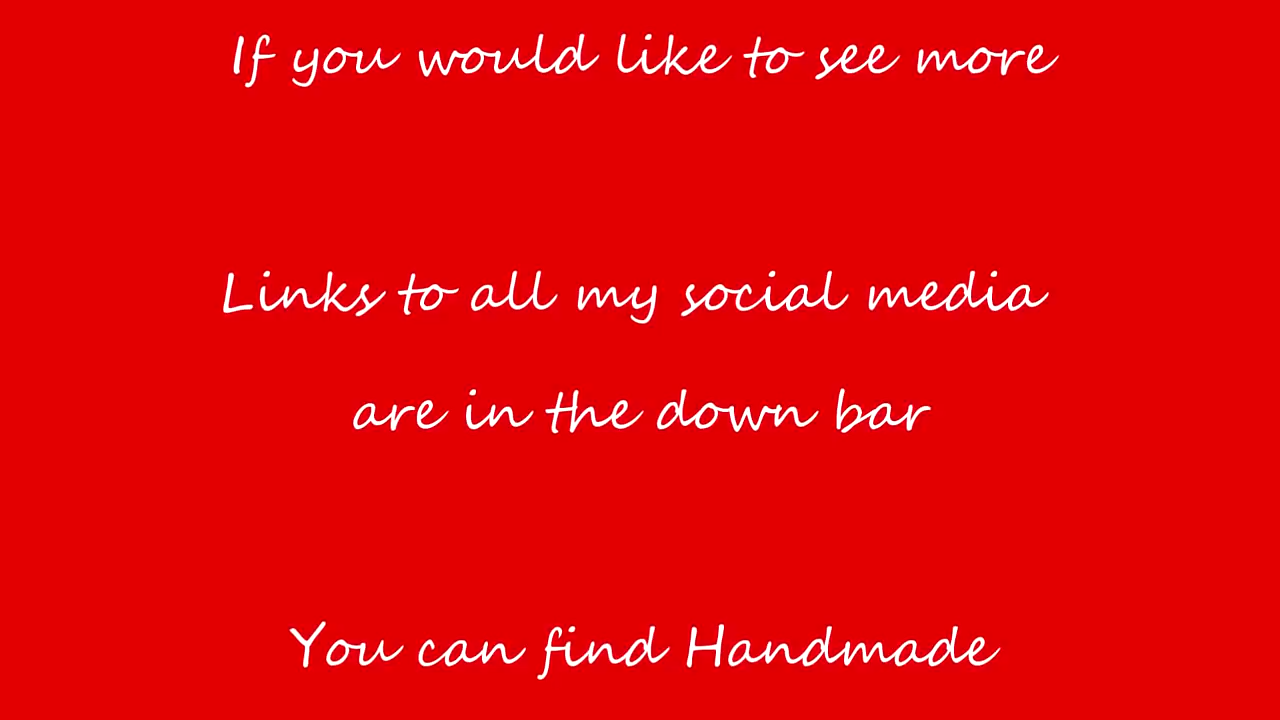 If you would like to see more
Links to all my social media
are in the down bar
You can find Handmade